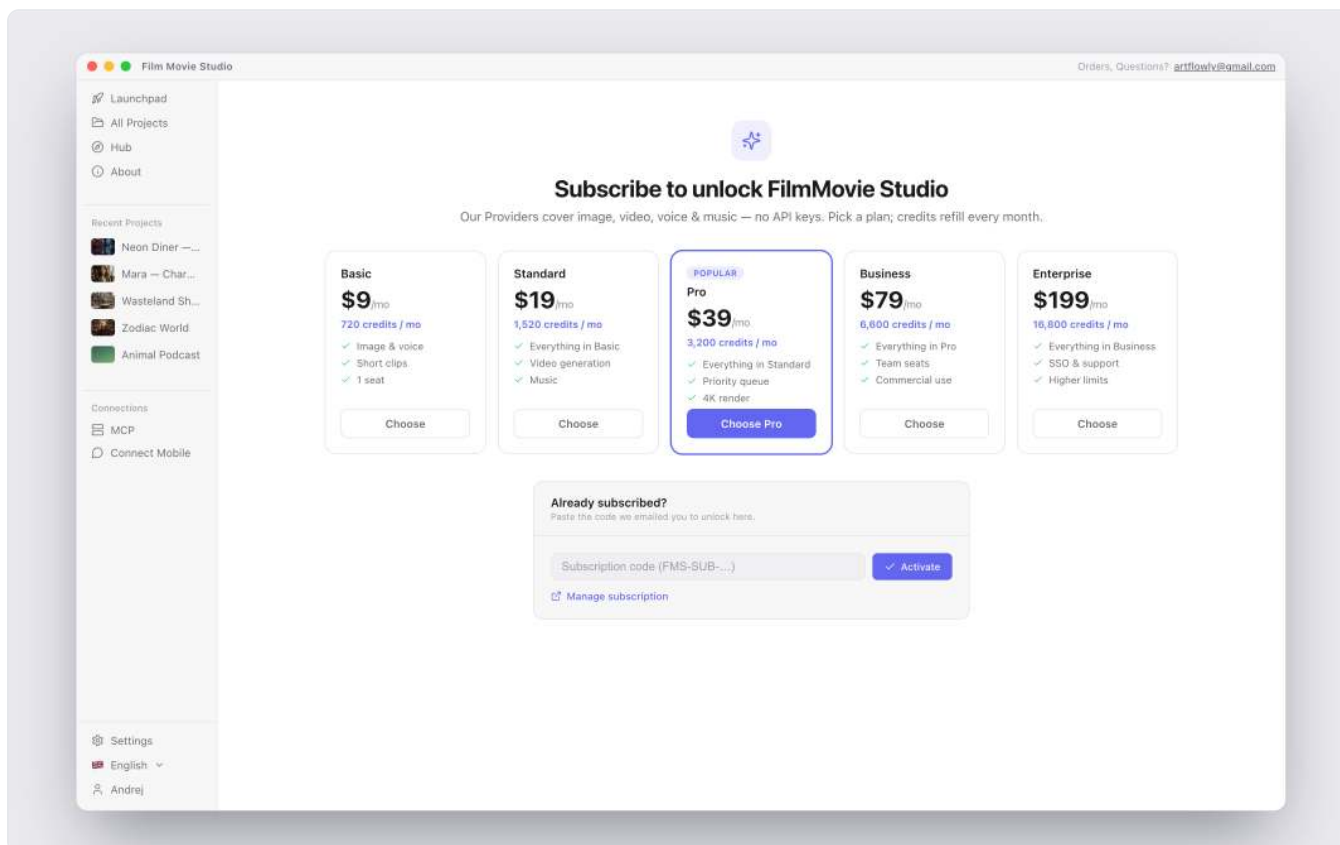 Film Movie Studio
Orders, Questions? artflowly@gmail.com
Launchpad
All Projects
Hub
About
Recent Projects
Neon Diner —...
Mara — Char...
Wasteland Sh...
Zodiac World
Animal Podcast
Connections
MCP
Connect Mobile
Settings
English
Andrej
Subscribe to unlock FilmMovie Studio
Our Providers cover image, video, voice & music — no API keys. Pick a plan; credits refill every month.
Basic
$9/mo
720 credits / mo
Image & voice
Short clips
1 seat
Choose
Standard
$19/mo
1,520 credits / mo
Everything in Basic
Video generation
Music
Choose
POPULAR
Pro
$39/mo
3,200 credits / mo
Everything in Standard
Priority queue
4K render
Choose Pro
Business
$79/mo
6,600 credits / mo
Everything in Pro
Team seats
Commercial use
Choose
Enterprise
$199/mo
16,800 credits / mo
Everything in Business
SSO & support
Higher limits
Choose
Already subscribed?
Paste the code we emailed you to unlock here.
Subscription code (FMS-SUB-...)
Activate
Manage subscription